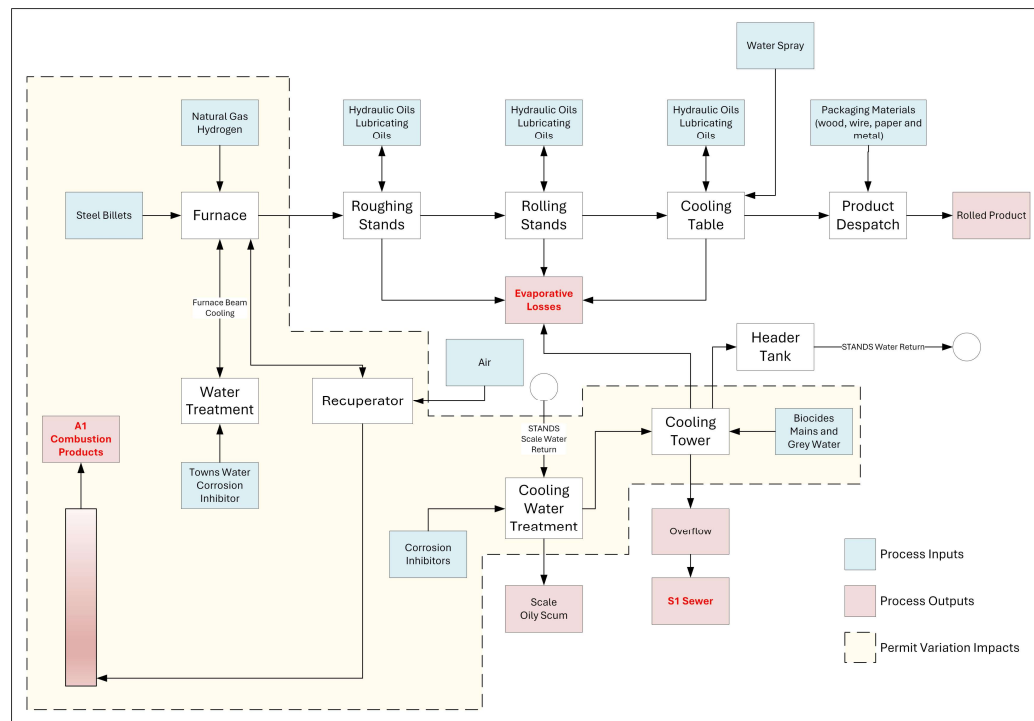 Water Spray
Natural Gas
Hydrogen
Hydraulic Oils
Lubricating
Oils
Hydraulic Oils
Lubricating
Oils
Hydraulic Oils
Lubricating
Oils
Packaging Materials
(wood, wire, paper and
metal)
Steel Billets
Furnace
Roughing
Stands
Rolling
Stands
Cooling
Table
Product
Despatch
Rolled Product
Evaporative
Losses
Furnace Beam
Cooling
Header
Tank
STANDS Water Return
Air
Water
Treatment
Recuperator
A1
Combustion
Products
STANDS
Scale Water
Return
Cooling
Tower
Biocides
Mains and
Grey Water
Towns Water
Corrosion
Inhibitor
Cooling
Water
Treatment
Corrosion
Inhibitors
Overflow
Scale
Oily Scum
S1 Sewer
Process Inputs
Process Outputs
Permit Variation Impacts